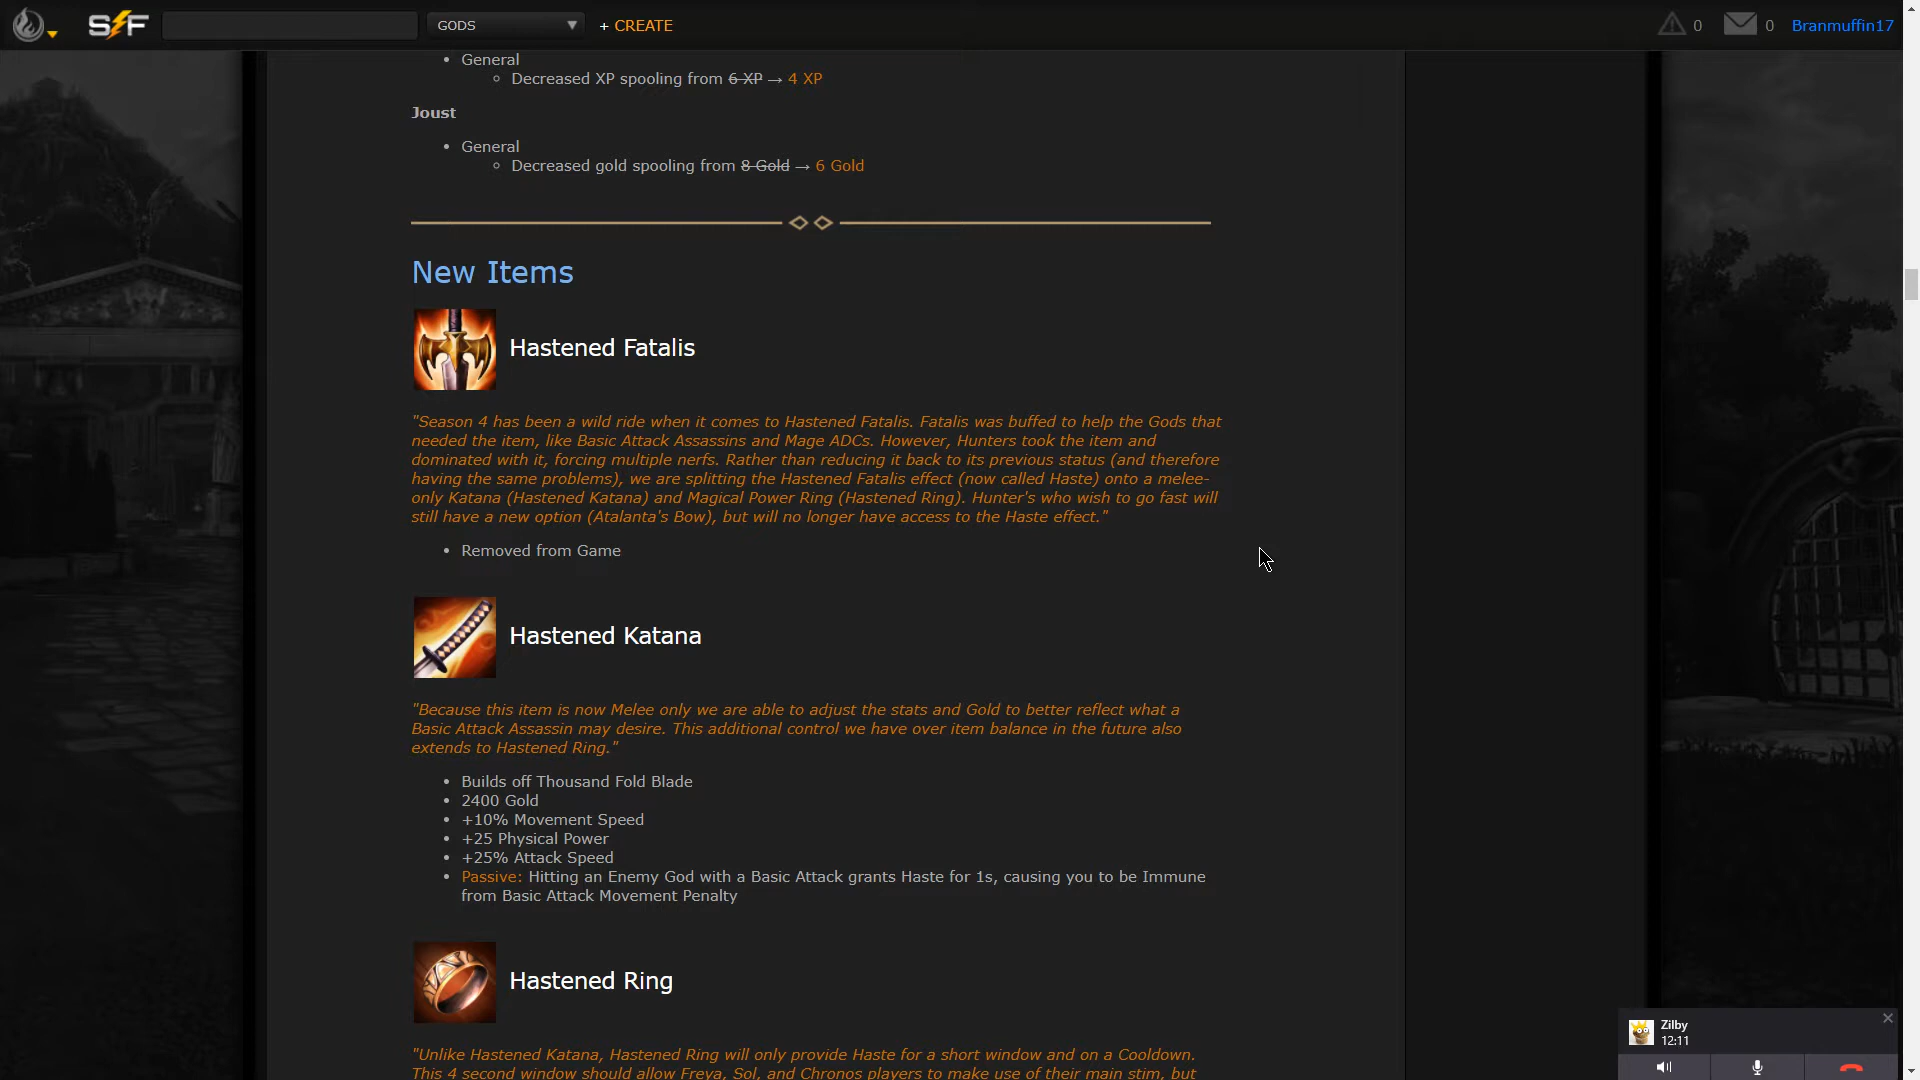 SF
GODS
+ CREATE
0
0
Branmuffin17
General
Decreased XP spooling from 6 XP → 4 XP
Joust
General
Decreased gold spooling from 8 Gold → 6 Gold
New Items
Hastened Fatalis
"Season 4 has been a wild ride when it comes to Hastened Fatalis. Fatalis was buffed to help the Gods that
needed the item, like Basic Attack Assassins and Mage ADCs. However, Hunters took the item and
dominated with it, forcing multiple nerfs. Rather than reducing it back to its previous status (and therefore
having the same problems), we are splitting the Hastened Fatalis effect (now called Haste) onto a melee-
only Katana (Hastened Katana) and Magical Power Ring (Hastened Ring). Hunter's who wish to go fast will
still have a new option (Atalanta's Bow), but will no longer have access to the Haste effect."
Removed from Game
Hastened Katana
"Because this item is now Melee only we are able to adjust the stats and Gold to better reflect what a
Basic Attack Assassin may desire. This additional control we have over item balance in the future also
extends to Hastened Ring."
Builds off Thousand Fold Blade
2400 Gold
+10% Movement Speed
+25 Physical Power
+25% Attack Speed
Passive: Hitting an Enemy God with a Basic Attack grants Haste for 1s, causing you to be Immune
from Basic Attack Movement Penalty
Hastened Ring
"Unlike Hastened Katana, Hastened Ring will only provide Haste for a short window and on a Cooldown.
This 4 second window should allow Freya, Sol, and Chronos players to make use of their main stim, but
Zilby
12:11